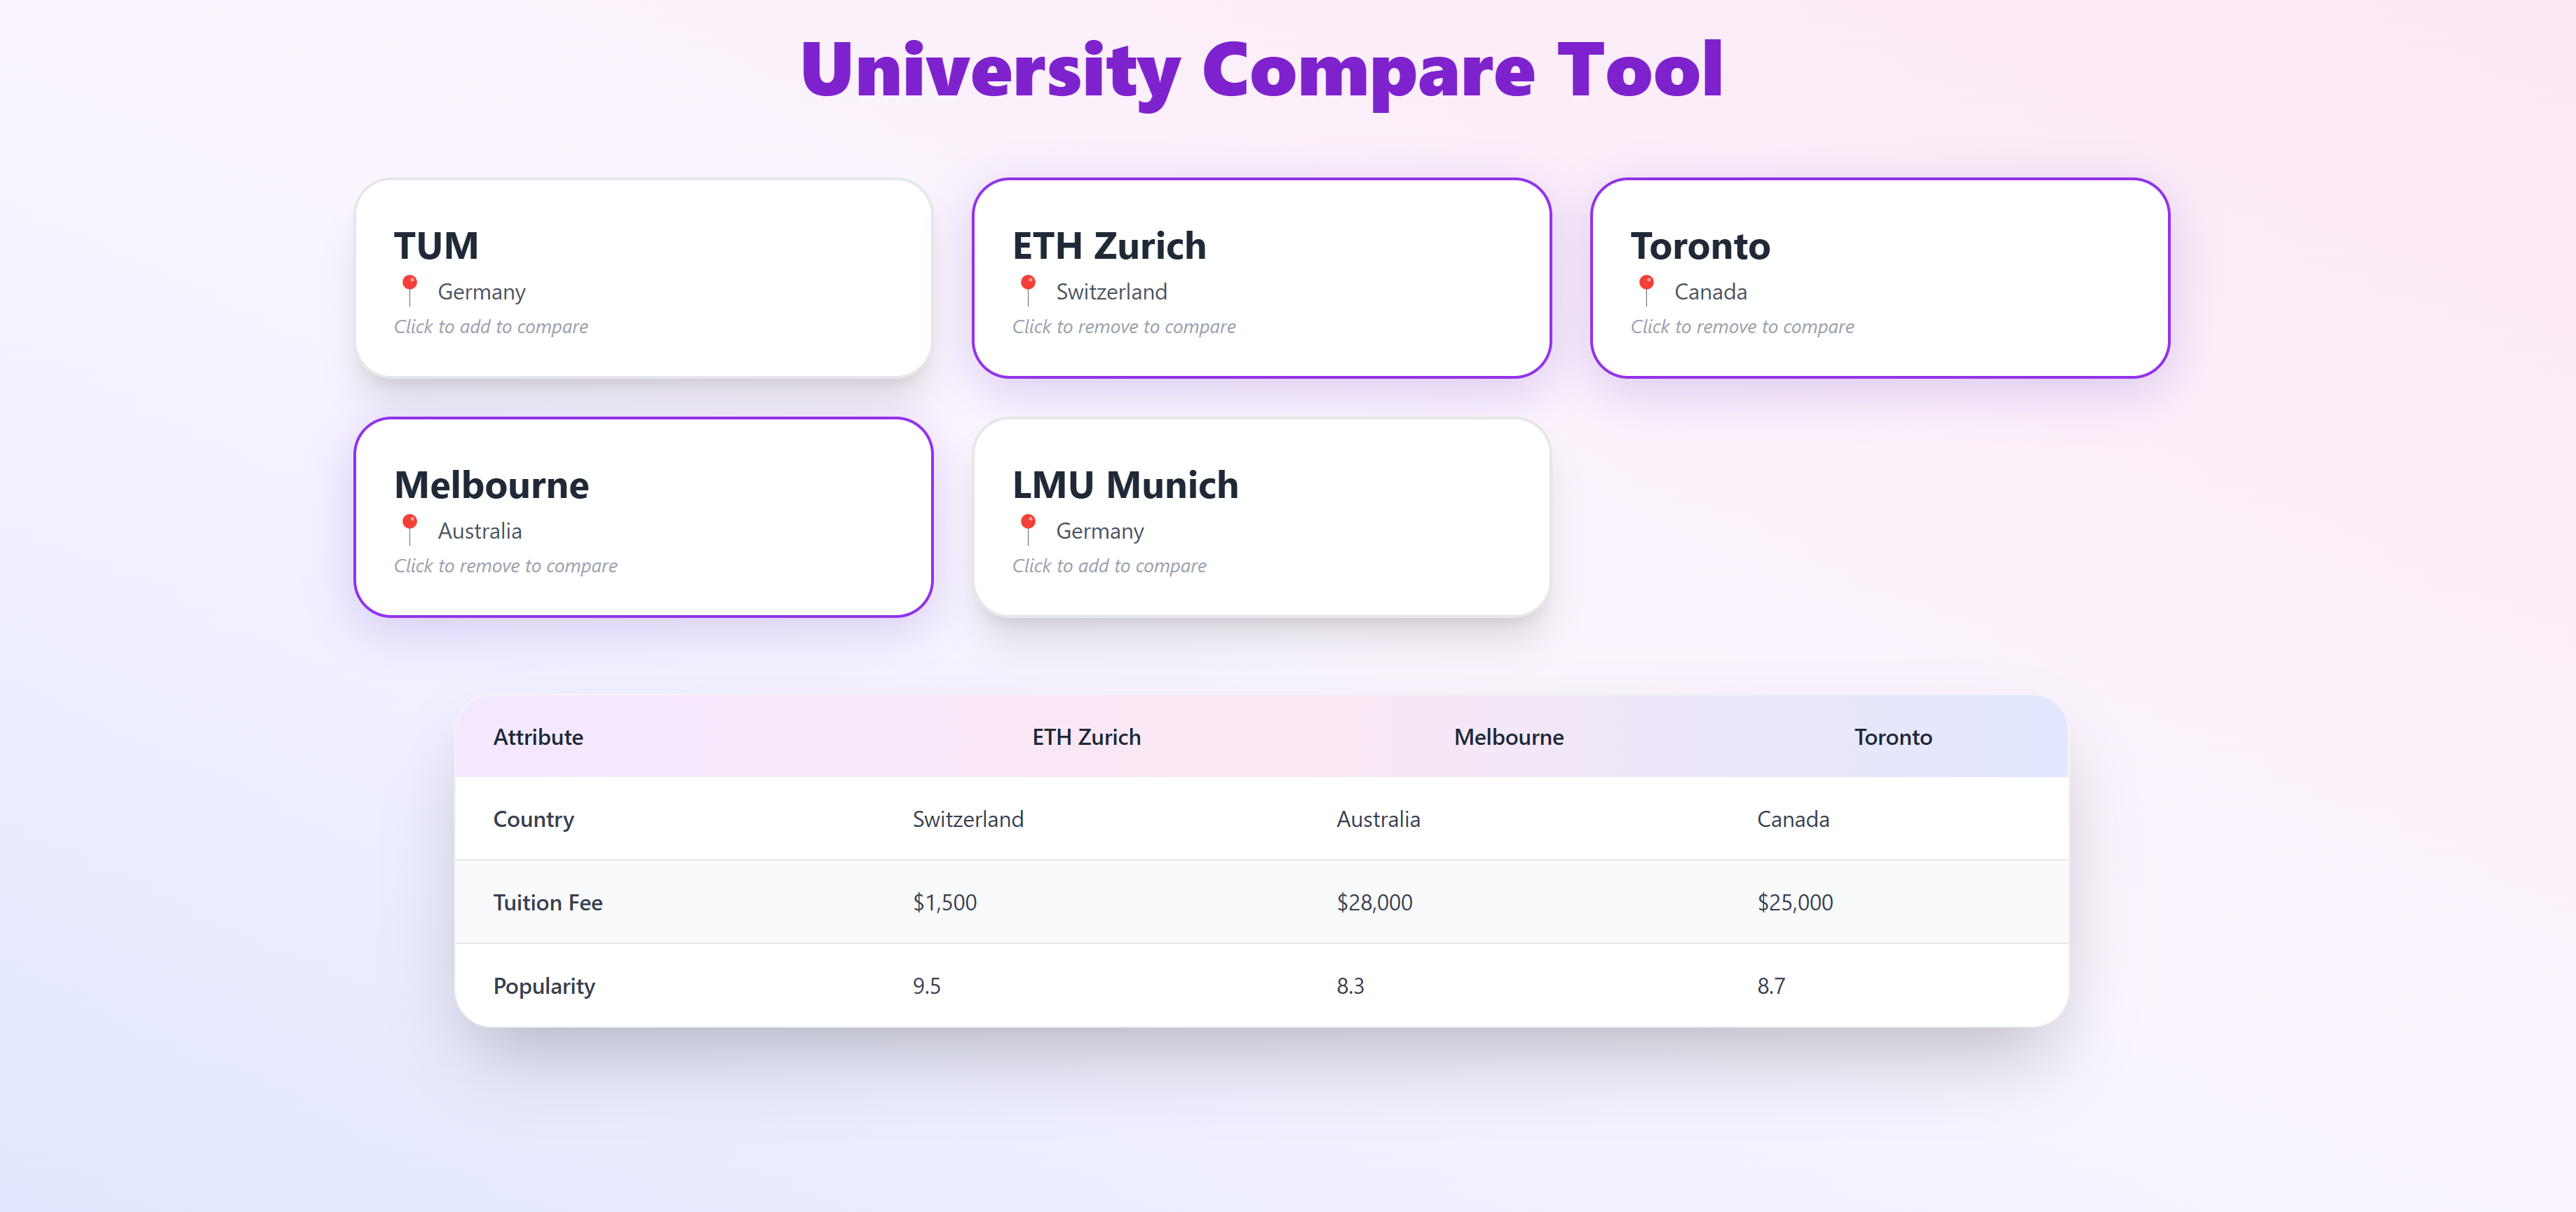 University Compare Tool
TUM
📍 Germany
Click to add to compare
ETH Zurich
📍 Switzerland
Click to remove to compare
Toronto
📍 Canada
Click to remove to compare
Melbourne
📍 Australia
Click to remove to compare
LMU Munich
📍 Germany
Click to add to compare
Attribute ETH Zurich Melbourne Toronto
Country Switzerland Australia Canada
Tuition Fee $1,500 $28,000 $25,000
Popularity 9.5 8.3 8.7